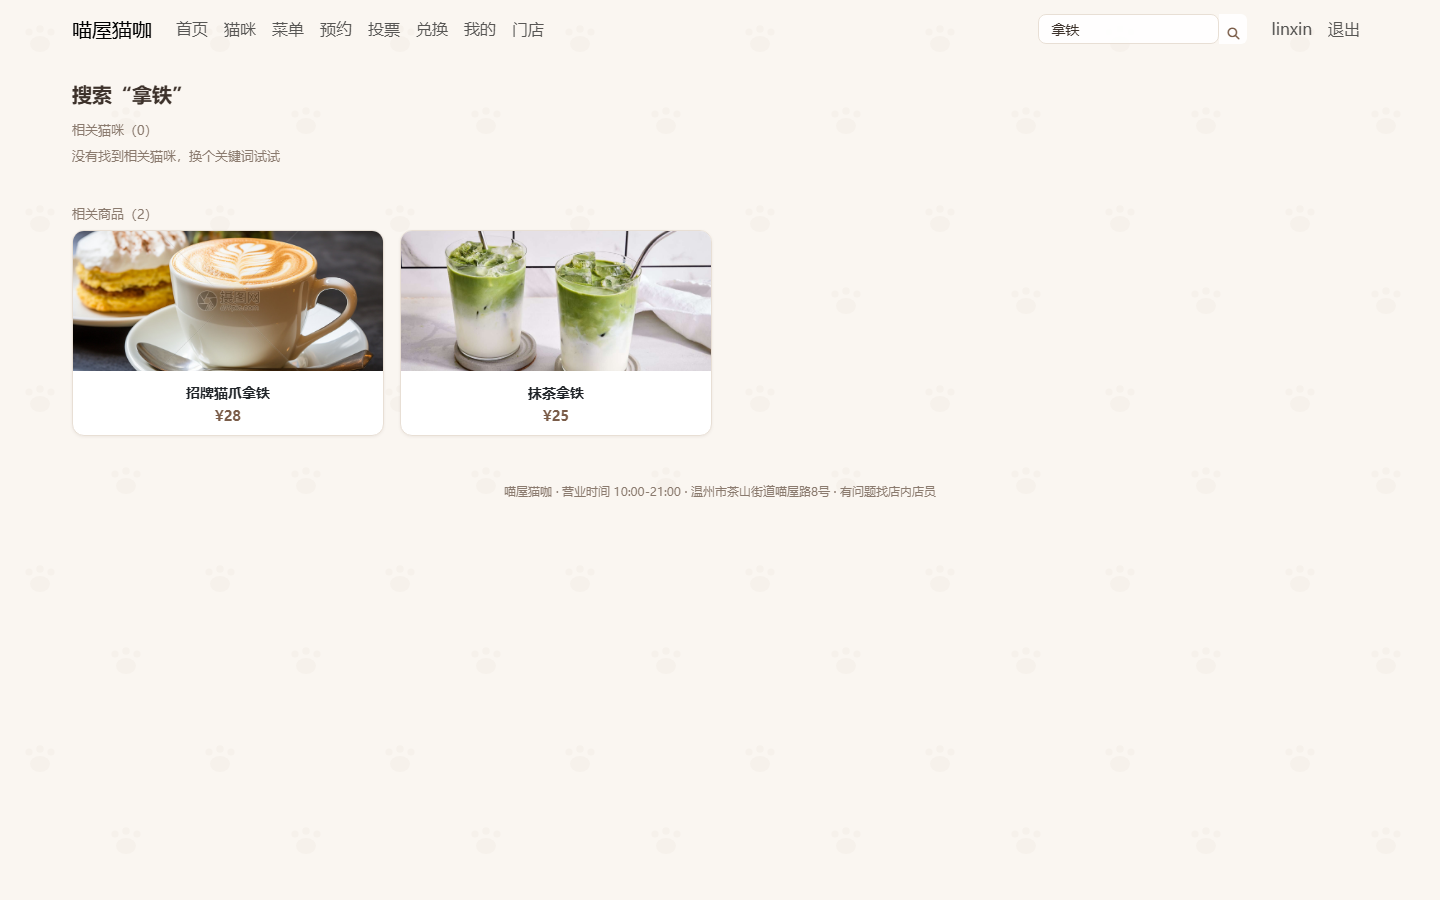 喵屋猫咖 首页 猫咪 菜单 预约 投票 兑换 我的 门店 拿铁 linxin 退出
搜索“拿铁”
相关猫咪（0）
没有找到相关猫咪，换个关键词试试
相关商品（2）
招牌猫爪拿铁
¥28
抹茶拿铁
¥25
喵屋猫咖 · 营业时间 10:00-21:00 · 温州市茶山街道喵屋路8号 · 有问题找店内店员